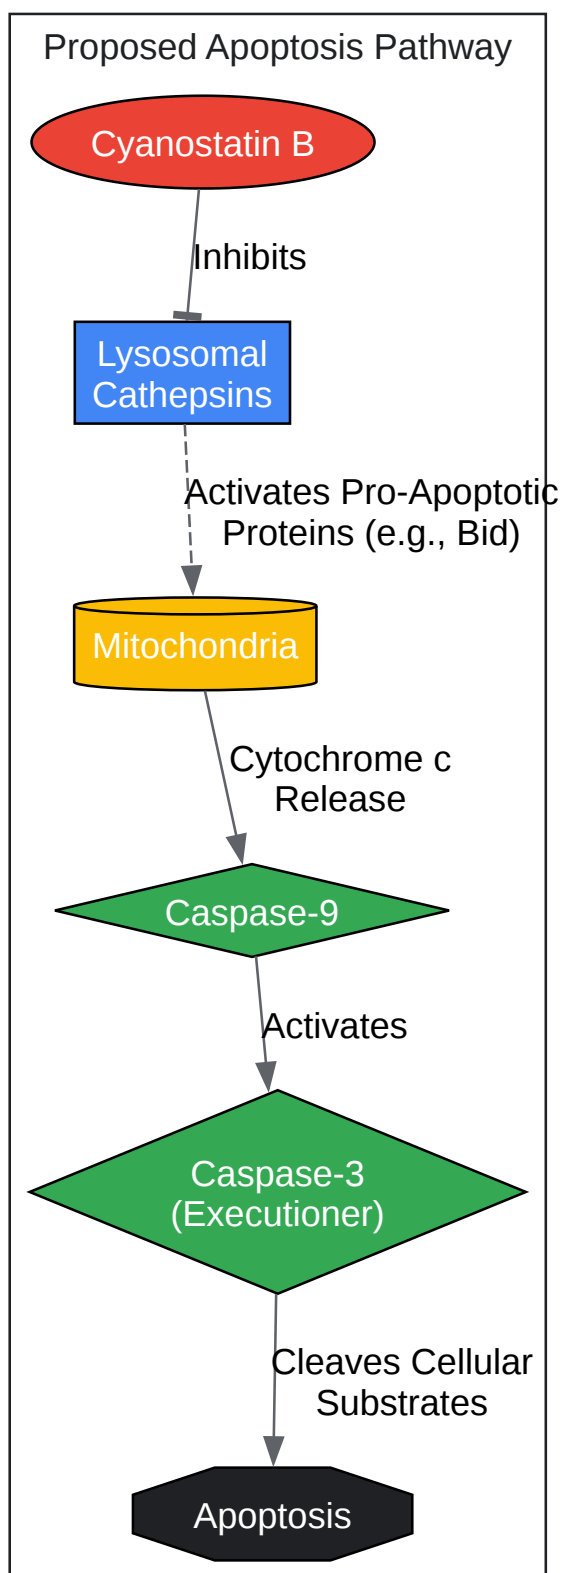 Proposed Apoptosis Pathway
Cyanostatin B
Inhibits
Lysosomal
Cathepsins
Activates Pro-Apoptotic
Proteins (e.g., Bid)
Mitochondria
Cytochrome c
Release
Caspase-9
Activates
Caspase-3
(Executioner)
Cleaves Cellular
Substrates
Apoptosis